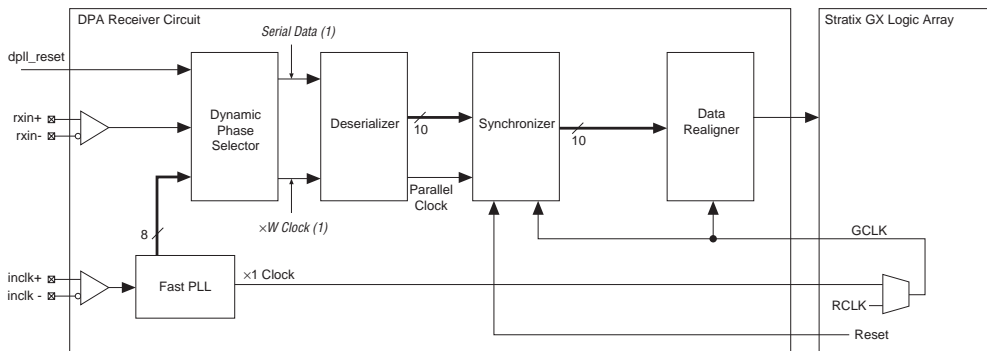 DPA Receiver Circuit
Stratix GX Logic Array
Serial Data (1)
dpll_reset
rxin+
rxin-
Dynamic
Phase
Selector
Deserializer
10
Synchronizer
10
Data
Realigner
Parallel
Clock
×W Clock (1)
8
GCLK
inclk+
inclk -
Fast PLL
×1 Clock
RCLK
Reset